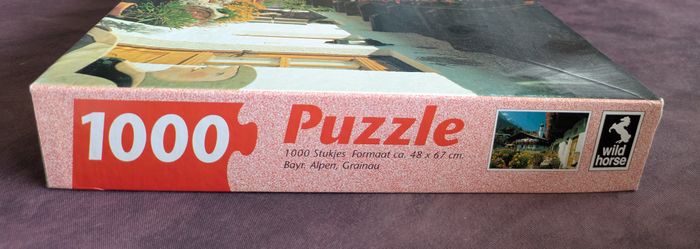 1000
Puzzle
1000 Stukjes Formaat ca. 48 x 67 cm.
Bayr. Alpen, Grainau
wild
horse